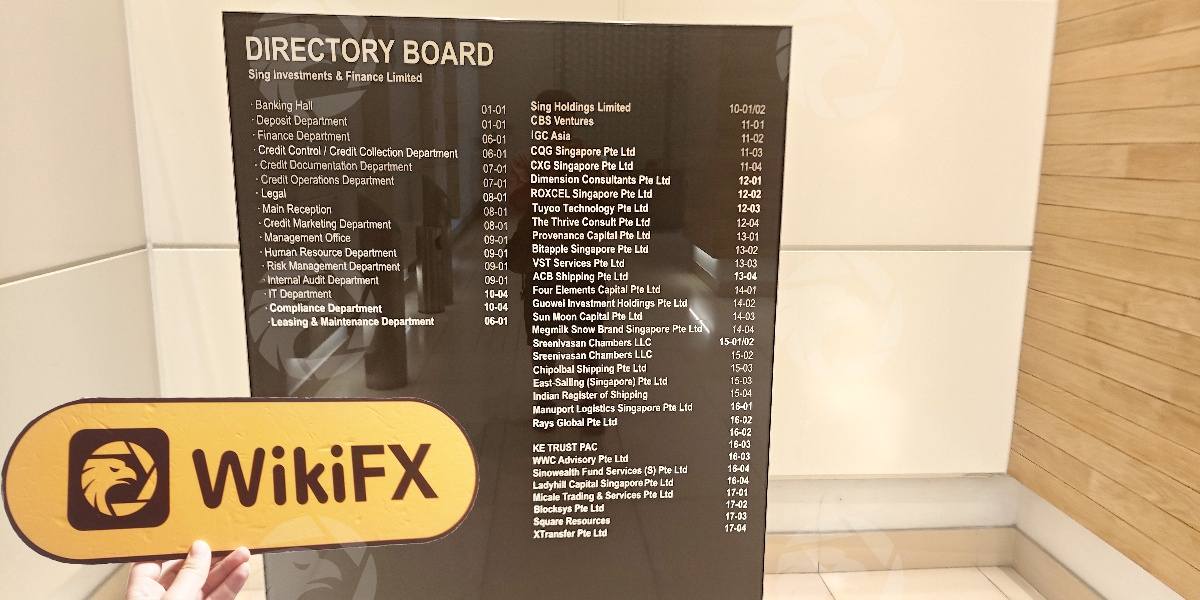 DIRECTORY BOARD
Sing Investments & Finance Limited
· Banking Hall 01-01
· Deposit Department 01-01
· Finance Department 06-01
· Credit Control / Credit Collection Department 06-01
· Credit Documentation Department 07-01
· Credit Operations Department 07-01
· Legal 08-01
· Main Reception 08-01
· Credit Marketing Department 08-01
· Management Office 09-01
· Human Resource Department 09-01
· Risk Management Department 09-01
· Internal Audit Department 09-01
· IT Department 10-04
· Compliance Department 10-04
· Leasing & Maintenance Department 06-01
Sing Holdings Limited 10-01/02
CBS Ventures 11-01
IGC Asia 11-02
CQG Singapore Pte Ltd 11-03
CXG Singapore Pte Ltd 11-04
Dimension Consultants Pte Ltd 12-01
ROXCEL Singapore Pte Ltd 12-02
Tuyoo Technology Pte Ltd 12-03
The Thrive Consult Pte Ltd 12-04
Provenance Capital Pte Ltd 13-01
Bitapple Singapore Pte Ltd 13-02
VST Services Pte Ltd 13-03
ACB Shipping Pte Ltd 13-04
Four Elements Capital Pte Ltd 14-01
Guowei Investment Holdings Pte Ltd 14-02
Sun Moon Capital Pte Ltd 14-03
Megmilk Snow Brand Singapore Pte Ltd 14-04
Sreenivasan Chambers LLC 15-01/02
Sreenivasan Chambers LLC 15-02
Chipolbal Shipping Pte Ltd 15-03
East-Sailing (Singapore) Pte Ltd 15-03
Indian Register of Shipping 15-04
Manuport Logistics Singapore Pte Ltd 16-01
Rays Global Pte Ltd 16-02
16-02
KE TRUST PAC 16-03
WWC Advisory Pte Ltd 16-03
Sinowealth Fund Services (S) Pte Ltd 16-04
Ladyhill Capital Singapore Pte Ltd 16-04
Micale Trading & Services Pte Ltd 17-01
Blocksys Pte Ltd 17-02
Square Resources 17-03
XTransfer Pte Ltd 17-04
WikiFX